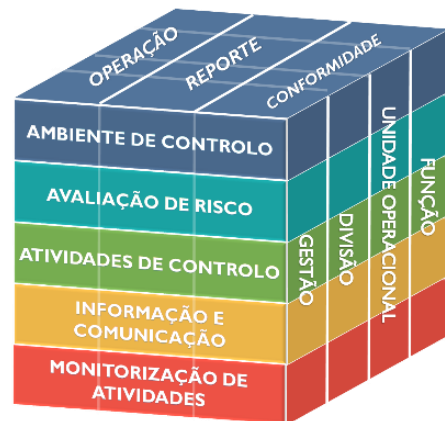 OPERAÇÃO
REPORTE
CONFORMIDADE
AMBIENTE DE CONTROLO
AVALIAÇÃO DE RISCO
ATIVIDADES DE CONTROLO
INFORMAÇÃO E
COMUNICAÇÃO
MONITORIZAÇÃO DE
ATIVIDADES
GESTÃO
DIVISÃO
UNIDADE OPERACIONAL
FUNÇÃO